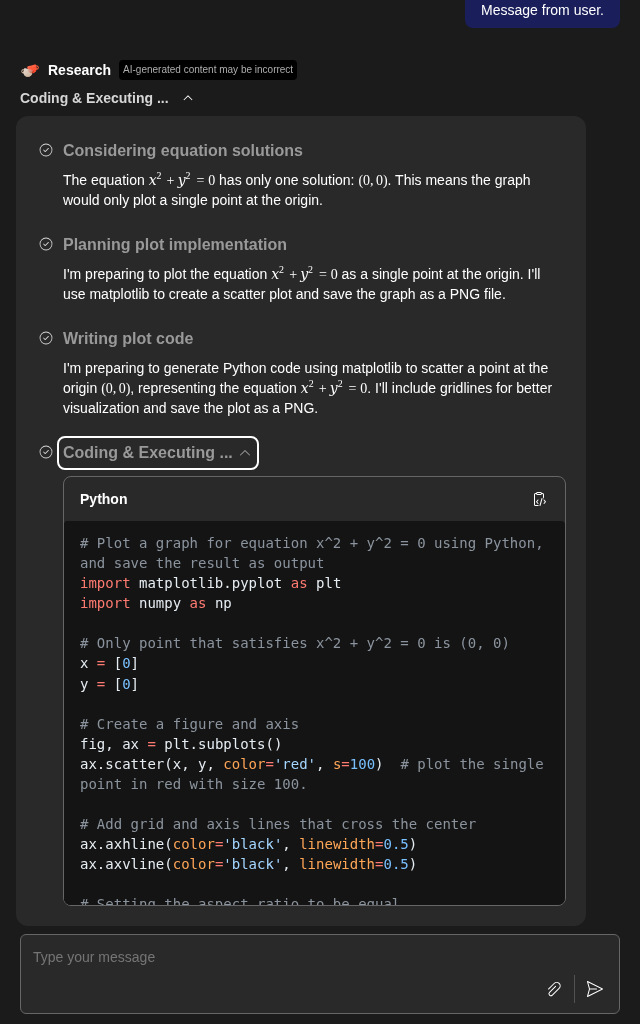 Message from user.
Research AI-generated content may be incorrect
Coding & Executing ...
Considering equation solutions
The equation x² + y² = 0 has only one solution: (0, 0). This means the graph
would only plot a single point at the origin.
Planning plot implementation
I'm preparing to plot the equation x² + y² = 0 as a single point at the origin. I'll
use matplotlib to create a scatter plot and save the graph as a PNG file.
Writing plot code
I'm preparing to generate Python code using matplotlib to scatter a point at the
origin (0, 0), representing the equation x² + y² = 0. I'll include gridlines for better
visualization and save the plot as a PNG.
Coding & Executing ...
Python
# Plot a graph for equation x^2 + y^2 = 0 using Python,
and save the result as output
import matplotlib.pyplot as plt
import numpy as np
# Only point that satisfies x^2 + y^2 = 0 is (0, 0)
x = [0]
y = [0]
# Create a figure and axis
fig, ax = plt.subplots()
ax.scatter(x, y, color='red', s=100)  # plot the single
point in red with size 100.
# Add grid and axis lines that cross the center
ax.axhline(color='black', linewidth=0.5)
ax.axvline(color='black', linewidth=0.5)
# Setting the aspect ratio to be equal
Type your message